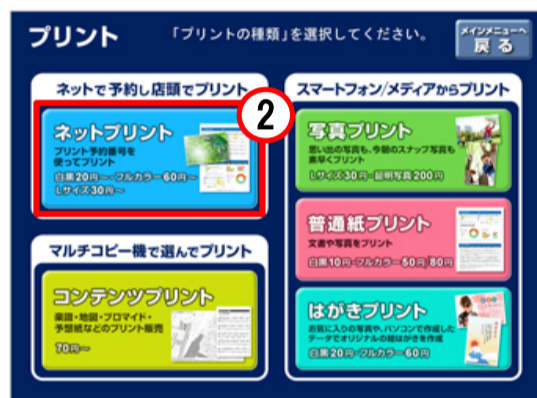 プリント
「プリントの種類」を選択してください。
メインメニューへ
戻る
ネットで予約し店頭でプリント
2
ネットプリント
プリント予約番号を
使ってプリント
白黒20円~・フルカラー60円~
Lサイズ30円~
マルチコピー機で選んでプリント
コンテンツプリント
楽譜・地図・ブロマイド・
予想紙などのプリント販売
70円~
スマートフォン/メディアからプリント
写真プリント
思い出の写真も、今朝のスナップ写真も
素早くプリント
Lサイズ30円・証明写真200円
普通紙プリント
文書や写真をプリント
白黒10円・フルカラー50円/80円
はがきプリント
お気に入りの写真や、パソコンで作成した
データでオリジナルの絵はがきを作成
白黒20円・フルカラー60円